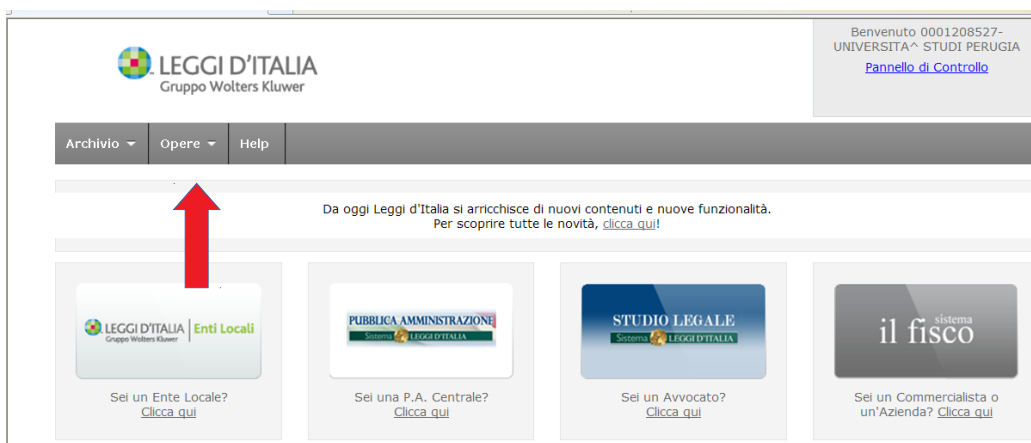 Benvenuto 0001208527-
UNIVERSITA^ STUDI PERUGIA
Pannello di Controllo
LEGGI D'ITALIA
Gruppo Wolters Kluwer
Archivio Opere Help
Da oggi Leggi d'Italia si arricchisce di nuovi contenuti e nuove funzionalità.
Per scoprire tutte le novità, clicca qui!
LEGGI D'ITALIA Enti Locali
Gruppo Wolters Kluwer
Sei un Ente Locale?
Clicca qui
PUBBLICA AMMINISTRAZIONE
Sistema LEGGI D'ITALIA
Sei una P.A. Centrale?
Clicca qui
STUDIO LEGALE
Sistema LEGGI D'ITALIA
Sei un Avvocato?
Clicca qui
sistema
il fisco
Sei un Commercialista o
un'Azienda? Clicca qui